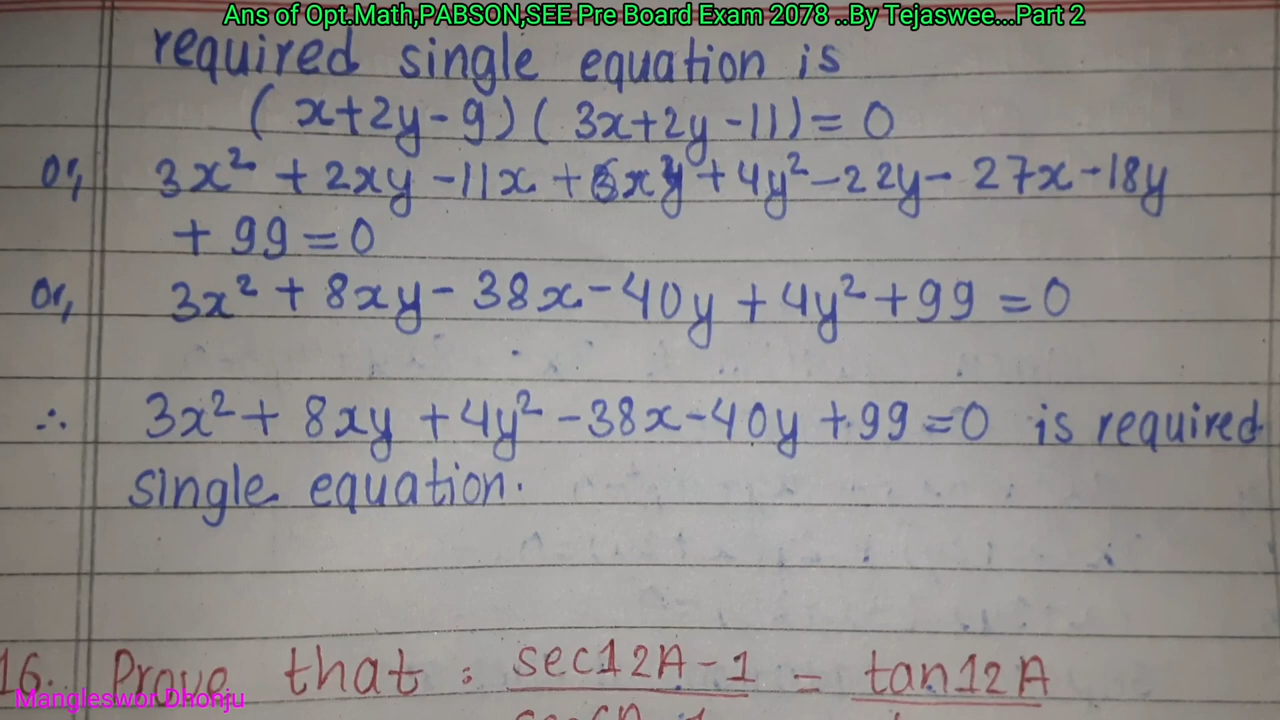 Ans of Opt.Math,PABSON,SEE Pre Board Exam 2078 ..By Tejaswee...Part 2
required single equation is
(x+2y-9)(3x+2y-11)=0
or, 3x² + 2xy -11x + 6xy + 4y² -22y - 27x -18y
+ 99 = 0
Or, 3x² + 8xy - 38x - 40y + 4y² + 99 = 0
∴ 3x² + 8xy + 4y² - 38x - 40y + 99 = 0 is required
single equation.
16. Prove that : sec12A - 1 = tan12A
Mangleswor Dhonju